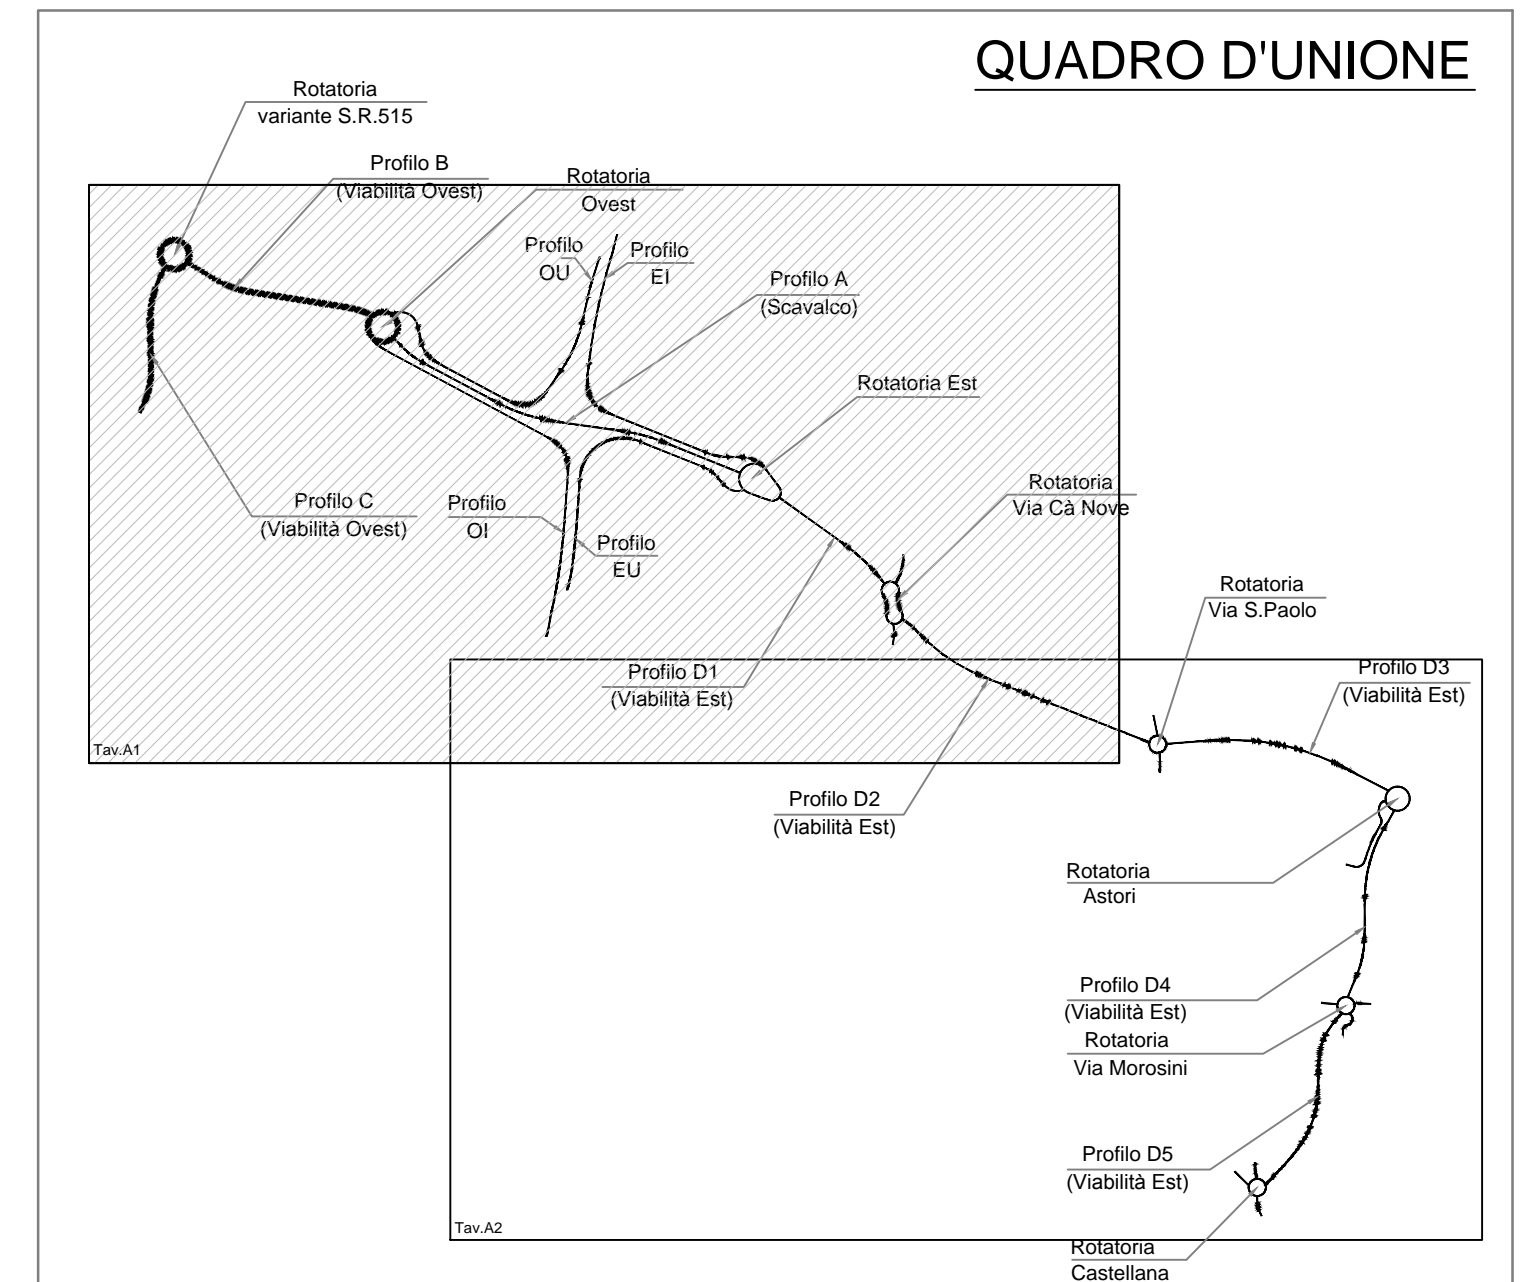 QUADRO D'UNIONE
Rotatoria
variante S.R.515
Profilo B
(Viabilità Ovest)
Rotatoria
Ovest
Profilo
OU
Profilo
EI
Profilo A
(Scavalco)
Rotatoria Est
Rotatoria
Via Cà Nove
Profilo C
(Viabilità Ovest)
Profilo
OI
Profilo
EU
Rotatoria
Via S.Paolo
Profilo D1
(Viabilità Est)
Profilo D3
(Viabilità Est)
Tav.A1
Profilo D2
(Viabilità Est)
Rotatoria
Astori
Profilo D4
(Viabilità Est)
Rotatoria
Via Morosini
Profilo D5
(Viabilità Est)
Tav.A2
Rotatoria
Castellana